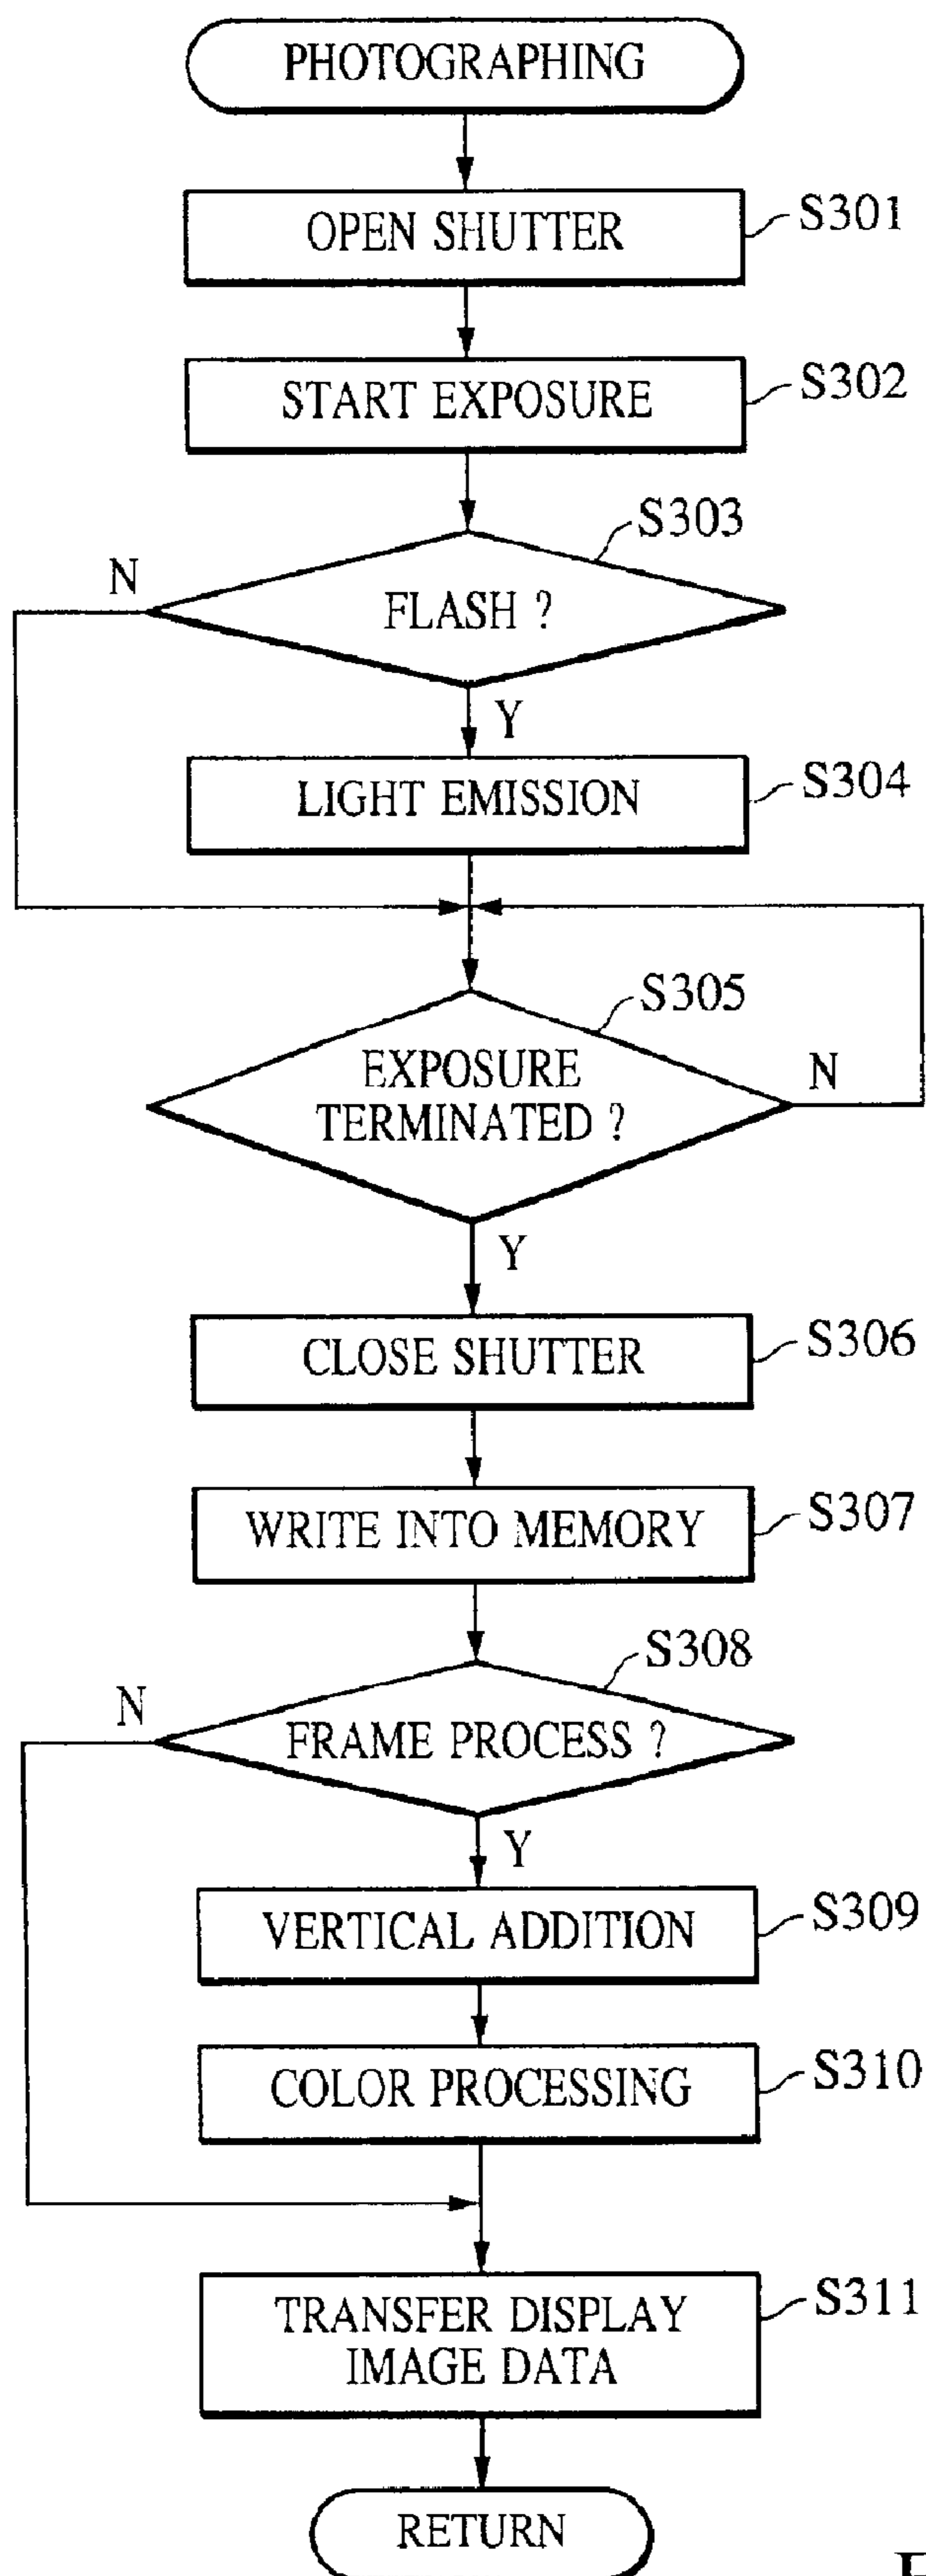 PHOTOGRAPHING
OPEN SHUTTER
S301
START EXPOSURE
S302
S303
N
FLASH ?
Y
LIGHT EMISSION
S304
S305
EXPOSURE
TERMINATED ?
N
Y
CLOSE SHUTTER
S306
WRITE INTO MEMORY
S307
S308
N
FRAME PROCESS ?
Y
VERTICAL ADDITION
S309
COLOR PROCESSING
S310
TRANSFER DISPLAY
IMAGE DATA
S311
RETURN